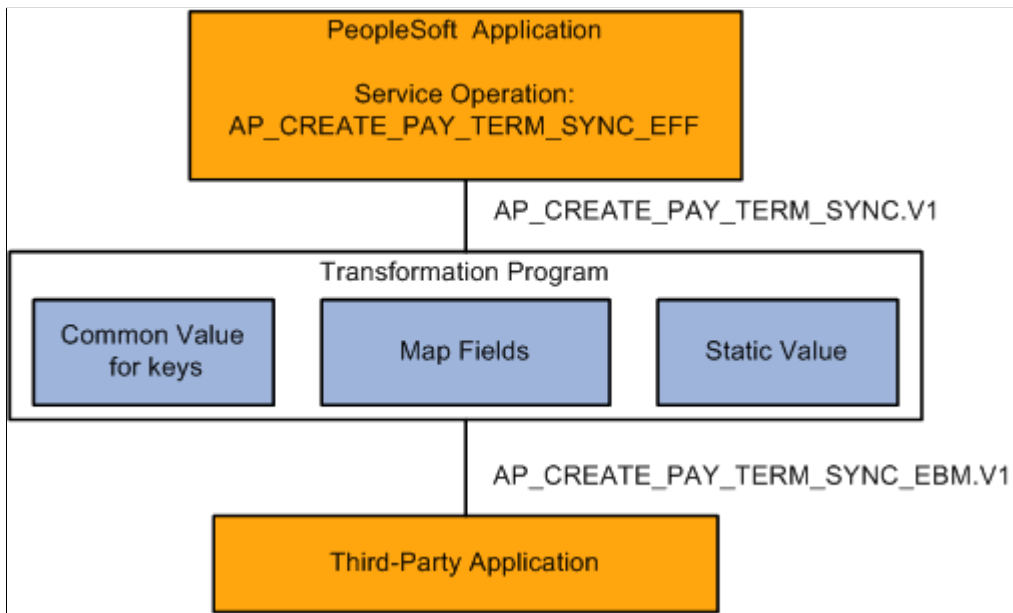 PeopleSoft Application
Service Operation:
AP_CREATE_PAY_TERM_SYNC_EFF
AP_CREATE_PAY_TERM_SYNC.V1
Transformation Program
Common Value
for keys
Map Fields
Static Value
AP_CREATE_PAY_TERM_SYNC_EBM.V1
Third-Party Application